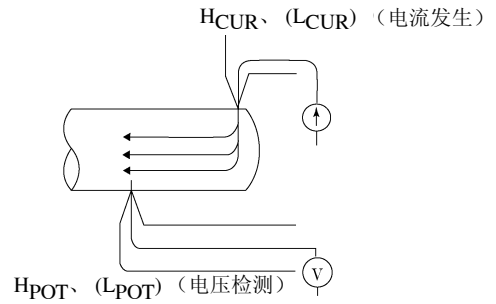 HCUR、 (LCUR) （电流发生）
V
HPOT、 (LPOT) （电压检测）